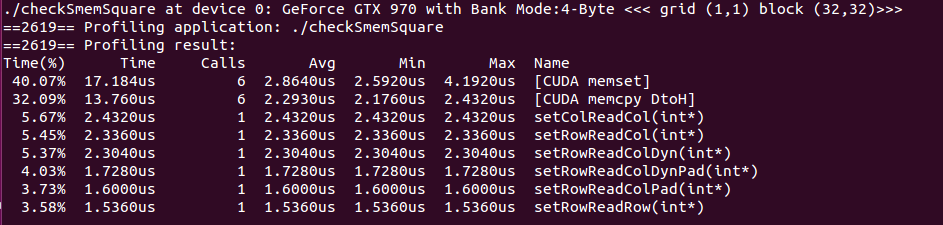 ./checkSmemSquare at device 0: GeForce GTX 970 with Bank Mode:4-Byte <<< grid (1,1) block (32,32)>>>
==2619== Profiling application: ./checkSmemSquare
==2619== Profiling result:
Time(%)      Time     Calls       Avg       Min       Max  Name
 40.07%  17.184us         6  2.8640us  2.5920us  4.1920us  [CUDA memset]
 32.09%  13.760us         6  2.2930us  2.1760us  2.4320us  [CUDA memcpy DtoH]
  5.67%  2.4320us         1  2.4320us  2.4320us  2.4320us  setColReadCol(int*)
  5.45%  2.3360us         1  2.3360us  2.3360us  2.3360us  setRowReadCol(int*)
  5.37%  2.3040us         1  2.3040us  2.3040us  2.3040us  setRowReadColDyn(int*)
  4.03%  1.7280us         1  1.7280us  1.7280us  1.7280us  setRowReadColDynPad(int*)
  3.73%  1.6000us         1  1.6000us  1.6000us  1.6000us  setRowReadColPad(int*)
  3.58%  1.5360us         1  1.5360us  1.5360us  1.5360us  setRowReadRow(int*)